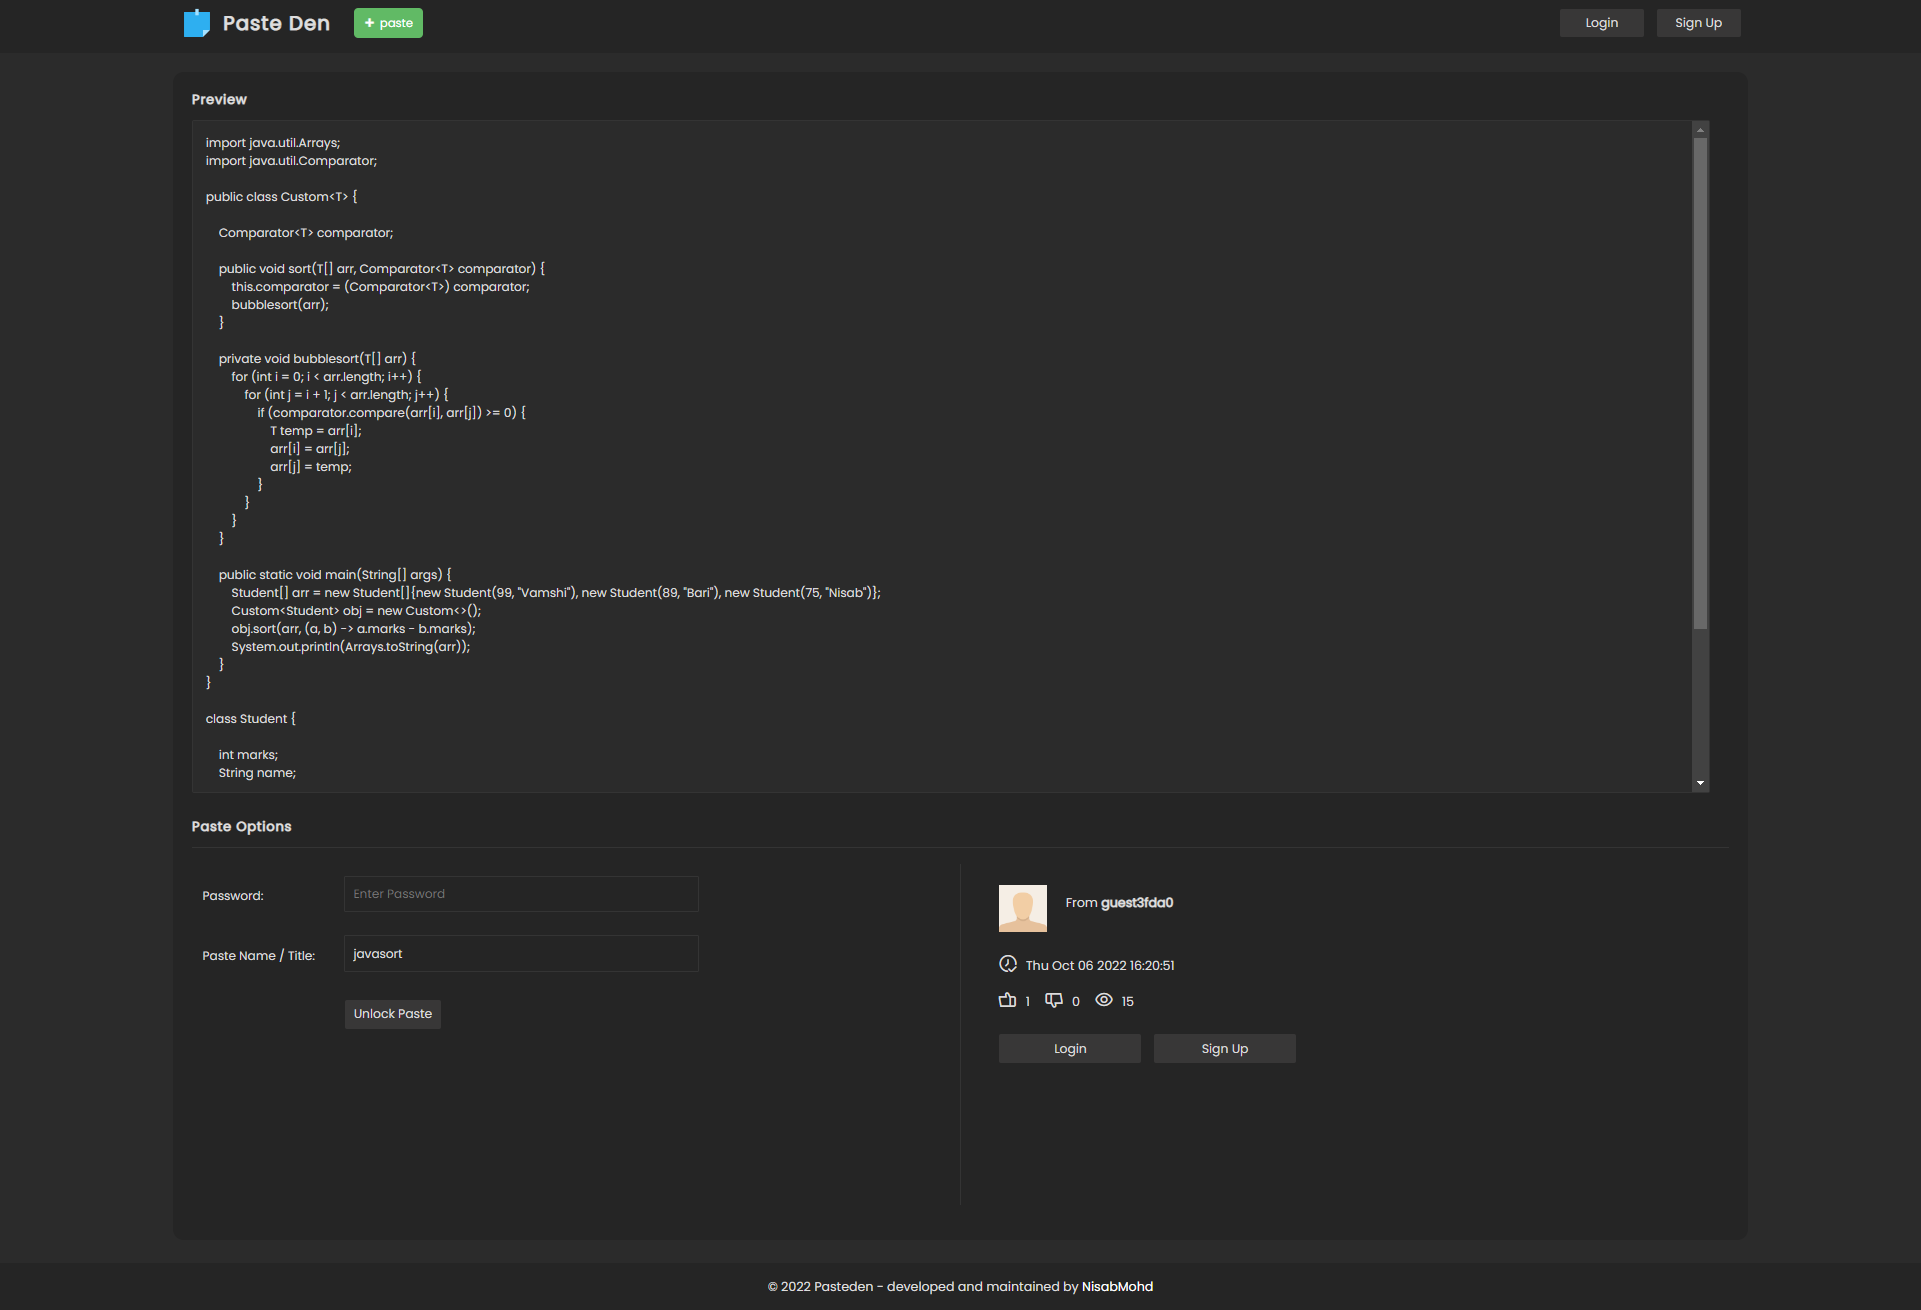 Paste Den
+ paste
Login
Sign Up
Preview
import java.util.Arrays;
import java.util.Comparator;
public class Custom<T> {
Comparator<T> comparator;
public void sort(T[] arr, Comparator<T> comparator) {
this.comparator = (Comparator<T>) comparator;
bubblesort(arr);
}
private void bubblesort(T[] arr) {
for (int i = 0; i < arr.length; i++) {
for (int j = i + 1; j < arr.length; j++) {
if (comparator.compare(arr[i], arr[j]) >= 0) {
T temp = arr[i];
arr[i] = arr[j];
arr[j] = temp;
}
}
}
}
public static void main(String[] args) {
Student[] arr = new Student[]{new Student(99, "Vamshi"), new Student(89, "Bari"), new Student(75, "Nisab")};
Custom<Student> obj = new Custom<>();
obj.sort(arr, (a, b) -> a.marks - b.marks);
System.out.println(Arrays.toString(arr));
}
}
class Student {
int marks;
String name;
Paste Options
Password:
Enter Password
Paste Name / Title:
javasort
Unlock Paste
From guest3fda0
Thu Oct 06 2022 16:20:51
1 0 15
Login
Sign Up
© 2022 Pasteden - developed and maintained by NisabMohd